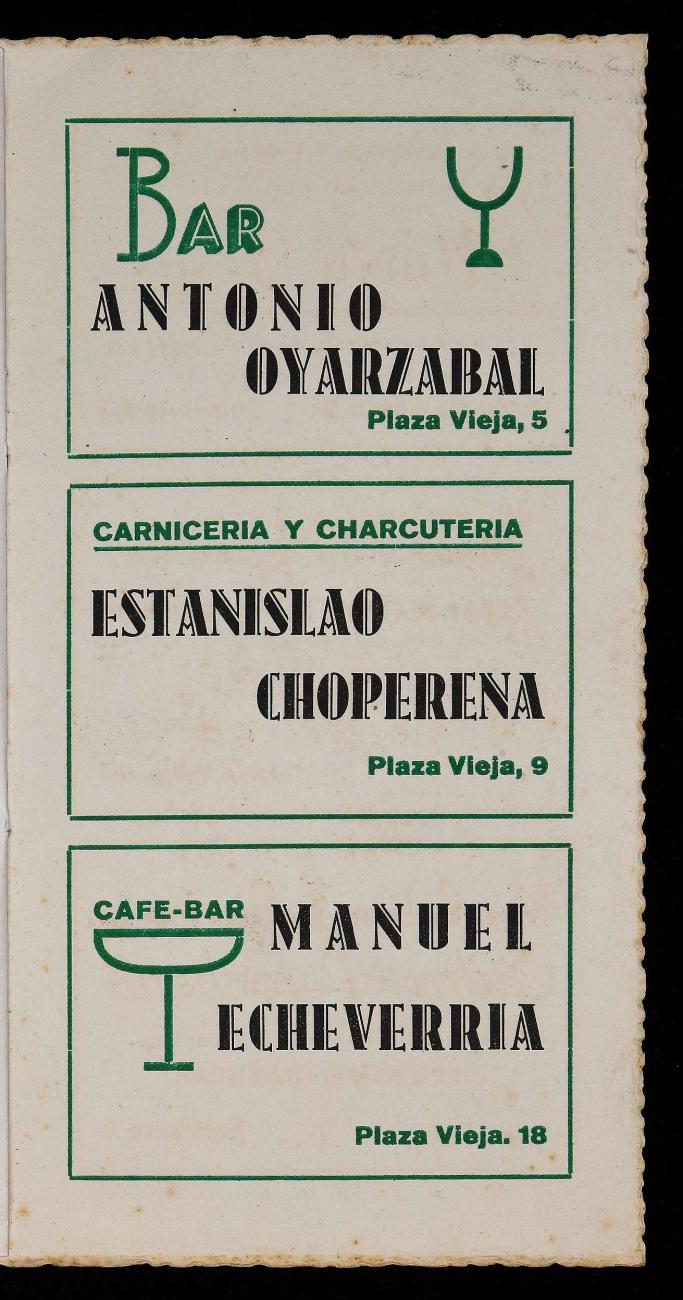 BAR
ANTONIO
OYARZABAL
Plaza Vieja, 5
CARNICERIA Y CHARCUTERIA
ESTANISLAO
CHOPERENA
Plaza Vieja, 9
CAFE-BAR
MANUEL
ECHEVERRIA
Plaza Vieja. 18